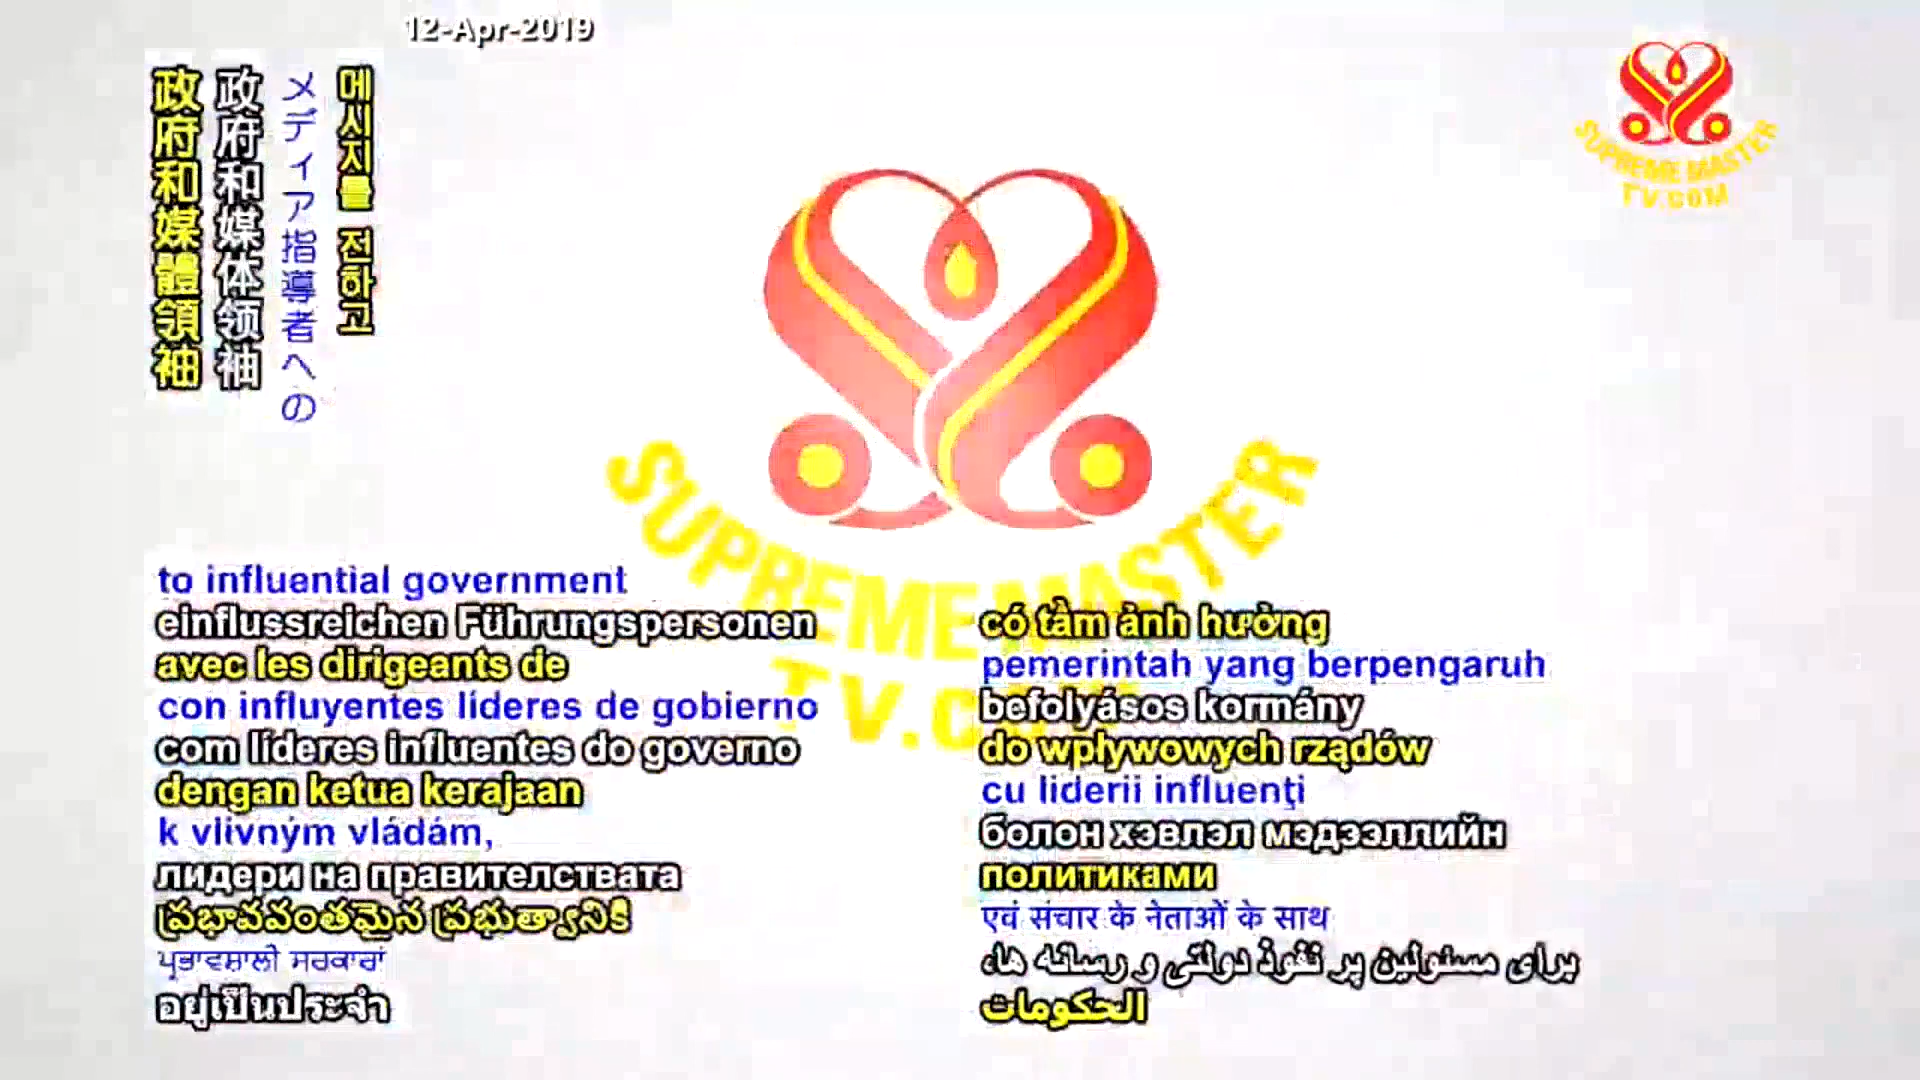 12-Apr-2019
政府和媒體領袖
政府和媒体领袖
メディア指導者への
메시지를 전하고
SUPREME MASTER
TV.COM
SUPREME MASTER
TV.COM
to influential government
einflussreichen Führungspersonen
avec les dirigeants de
con influyentes líderes de gobierno
com líderes influentes do governo
dengan ketua kerajaan
k vlivným vládám,
лидери на правителствата
ప్రభావవంతమైన ప్రభుత్వానికి
ਪ੍ਰਭਾਵਸ਼ਾਲੀ ਸਰਕਾਰਾਂ
อยู่เป็นประจำ
có tầm ảnh hưởng
pemerintah yang berpengaruh
befolyásos kormány
do wpływowych rządów
cu liderii influenţi
болон хэвлэл мэдээллийн
политиками
एवं संचार के नेताओं के साथ
برای مسئولین پر نفوذ دولتی و رسانه ها،
الحكومات